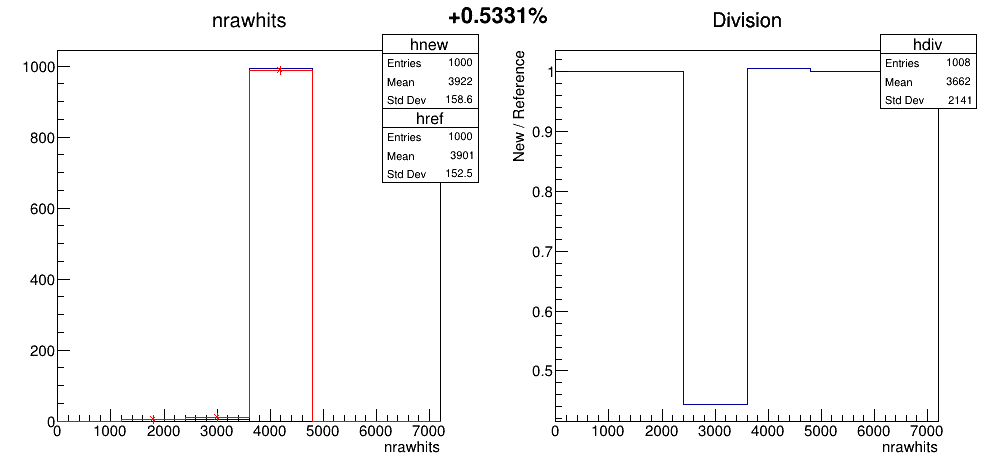 +0.5331%
nrawhits
hnew
Entries 1000
Mean 3922
Std Dev 158.6
href
Entries 1000
Mean 3901
Std Dev 152.5
1000
800
600
400
200
0
0 1000 2000 3000 4000 5000 6000 7000
nrawhits
Division
hdiv
Entries 1008
Mean 3662
Std Dev 2141
New / Reference
1
0.9
0.8
0.7
0.6
0.5
0 1000 2000 3000 4000 5000 6000 7000
nrawhits